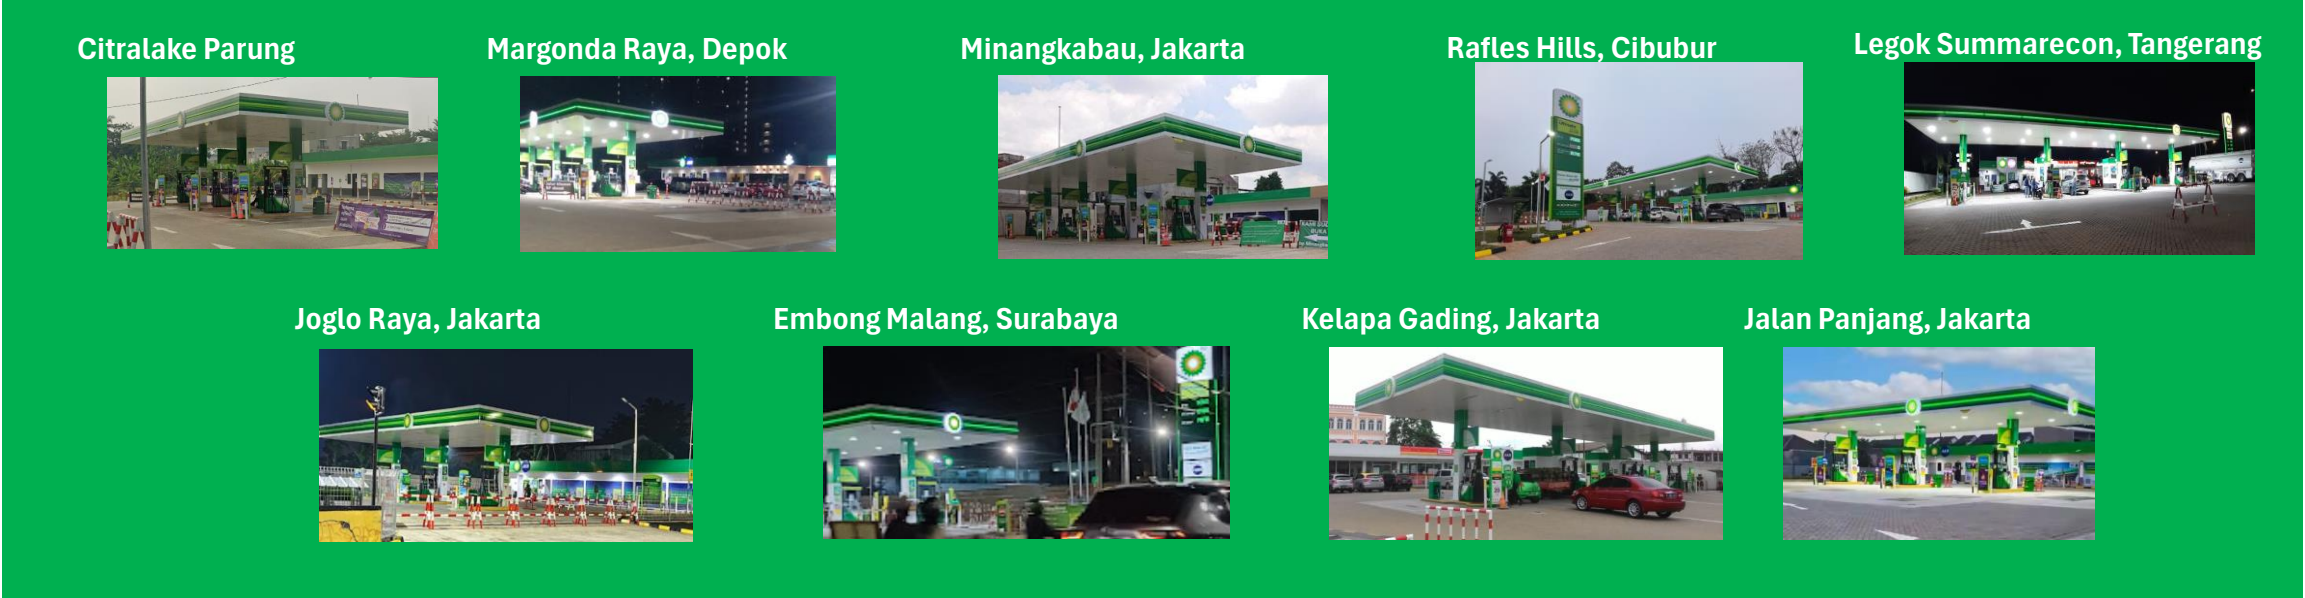 Citralake Parung
Margonda Raya, Depok
Minangkabau, Jakarta
Rafles Hills, Cibubur
Legok Summarecon, Tangerang
Joglo Raya, Jakarta
Embong Malang, Surabaya
Kelapa Gading, Jakarta
Jalan Panjang, Jakarta